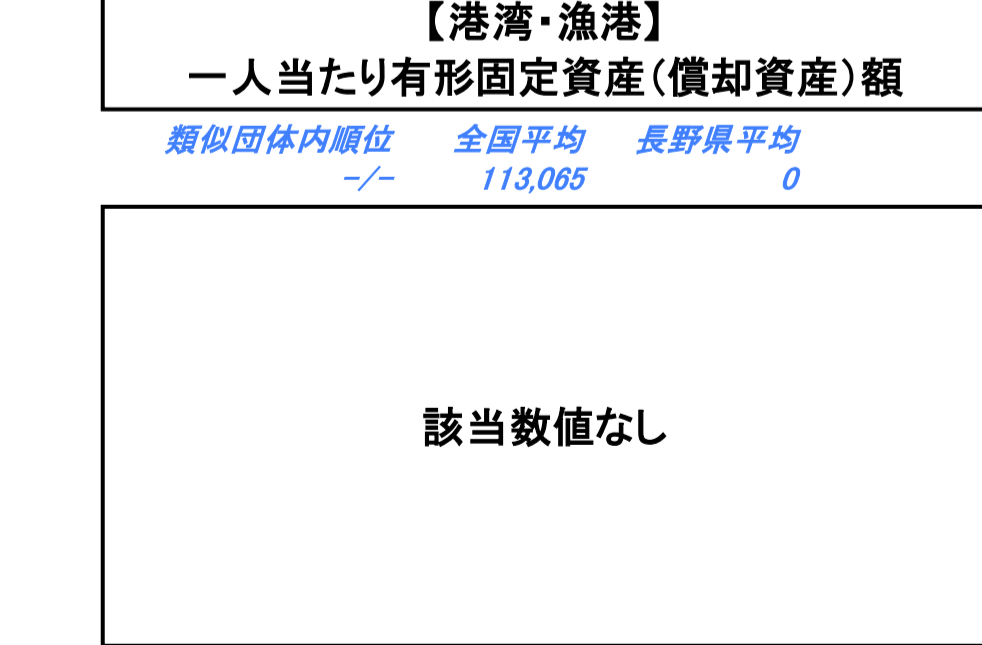 【港湾・漁港】
一人当たり有形固定資産(償却資産)額
類似団体内順位 全国平均 長野県平均
-/- 113,065 0
該当数値なし